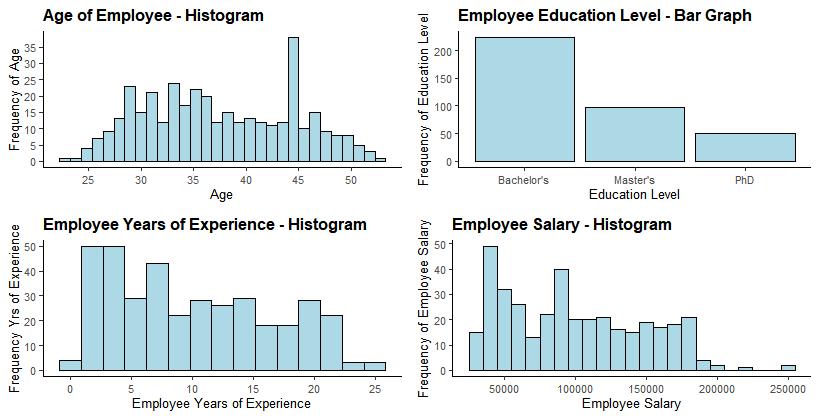 Age of Employee - Histogram
Frequency of Age
35
30
25
20
15
10
5
0
25 30 35 40 45 50
Age
Employee Education Level - Bar Graph
Frequency of Education Level
200
150
100
50
0
Bachelor's Master's PhD
Education Level
Employee Years of Experience - Histogram
Frequency Yrs of Experience
50
40
30
20
10
0
0 5 10 15 20 25
Employee Years of Experience
Employee Salary - Histogram
Frequency of Employee Salary
50
40
30
20
10
0
50000 100000 150000 200000 250000
Employee Salary